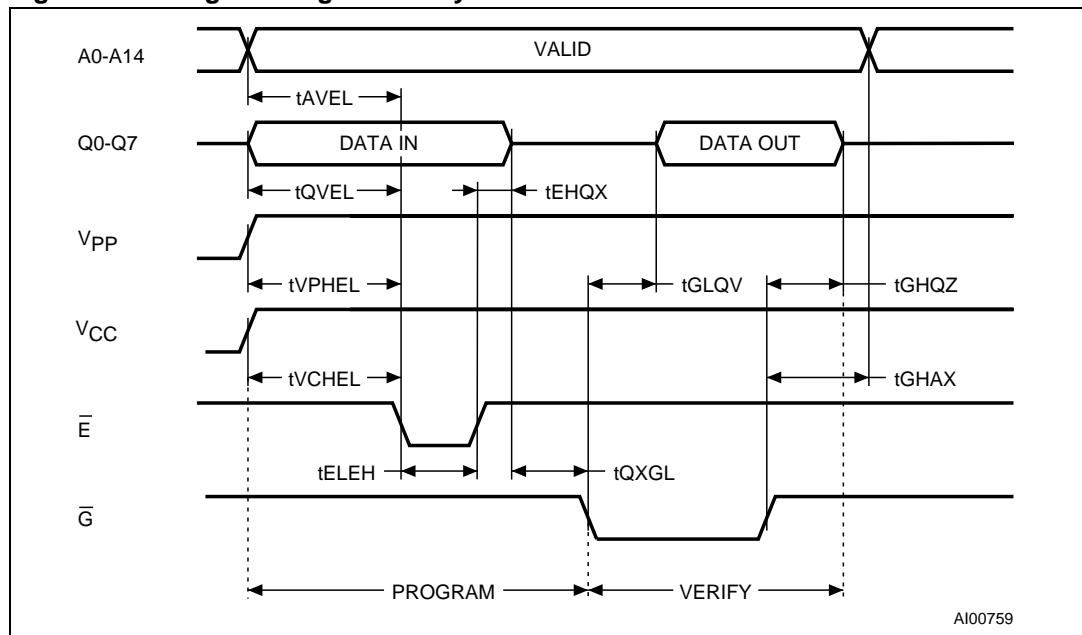 A0-A14
VALID
tAVEL
Q0-Q7
DATA IN
DATA OUT
tQVEL
tEHQX
VPP
tVPHEL
tGLQV
tGHQZ
VCC
tVCHEL
tGHAX
E
tELEH
tQXGL
G
PROGRAM
VERIFY
AI00759